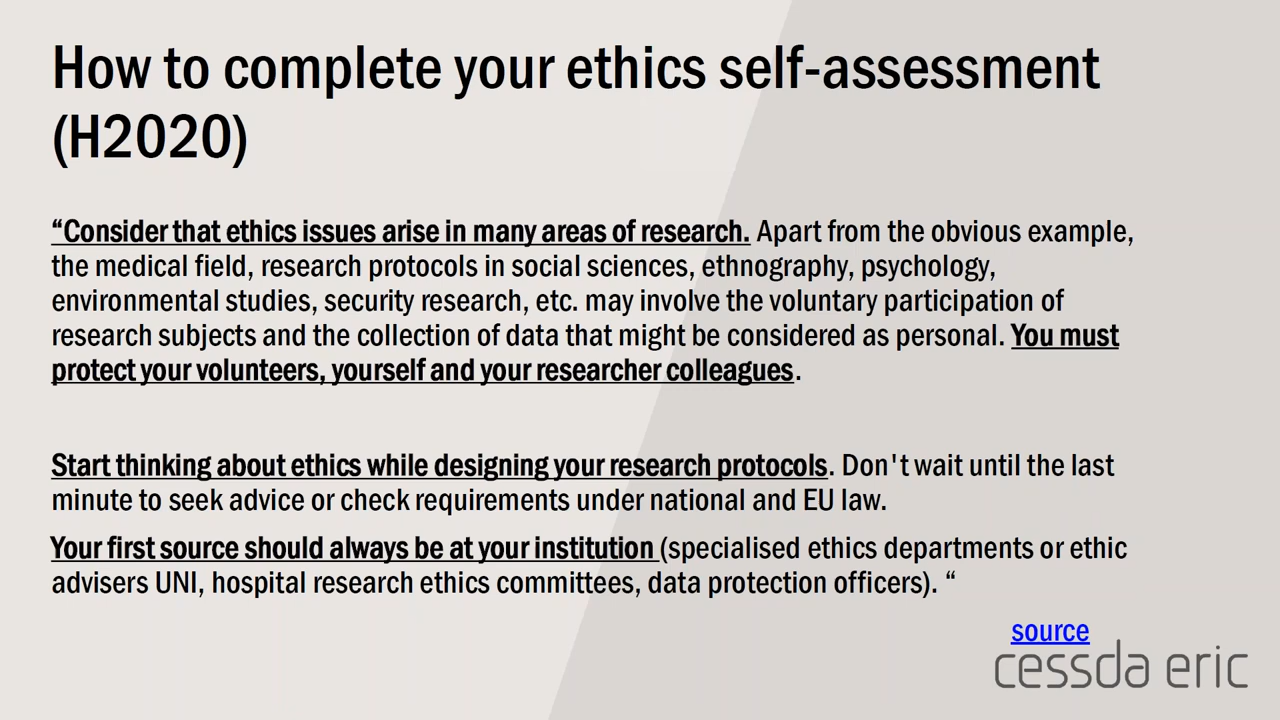 How to complete your ethics self-assessment
(H2020)
“Consider that ethics issues arise in many areas of research. Apart from the obvious example,
the medical field, research protocols in social sciences, ethnography, psychology,
environmental studies, security research, etc. may involve the voluntary participation of
research subjects and the collection of data that might be considered as personal. You must
protect your volunteers, yourself and your researcher colleagues.
Start thinking about ethics while designing your research protocols. Don't wait until the last
minute to seek advice or check requirements under national and EU law.
Your first source should always be at your institution (specialised ethics departments or ethic
advisers UNI, hospital research ethics committees, data protection officers). “
source
cessda eric